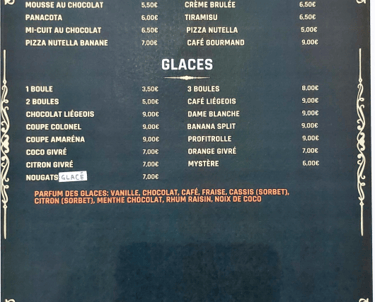 MOUSSE AU CHOCOLAT 5,50€ CRÈME BRULÉE 6.50€
PANACOTA 6.00€ TIRAMISU 6.50€
MI-CUIT AU CHOCOLAT 6.50€ PIZZA NUTELLA 5.00€
PIZZA NUTELLA BANANE 7.00€ CAFÉ GOURMAND 9.00€
GLACES
1 BOULE 3,50€ 3 BOULES 8.00€
2 BOULES 5.00€ CAFÉ LIÉGEOIS 9.00€
CHOCOLAT LIÉGEOIS 9,00€ DAME BLANCHE 9.00€
COUPE COLONEL 9,00€ BANANA SPLIT 9.00€
COUPE AMARÉNA 9,00€ PROFITROLLE 9.00€
COCO GIVRÉ 7,00€ ORANGE GIVRÉ 7.00€
CITRON GIVRÉ 7.00€ MYSTÈRE 6.00€
NOUGATS GLACÉ 7.00€
PARFUM DES GLACES: VANILLE, CHOCOLAT, CAFÉ, FRAISE, CASSIS (SORBET),
CITRON (SORBET), MENTHE CHOCOLAT, RHUM RAISIN, NOIX DE COCO